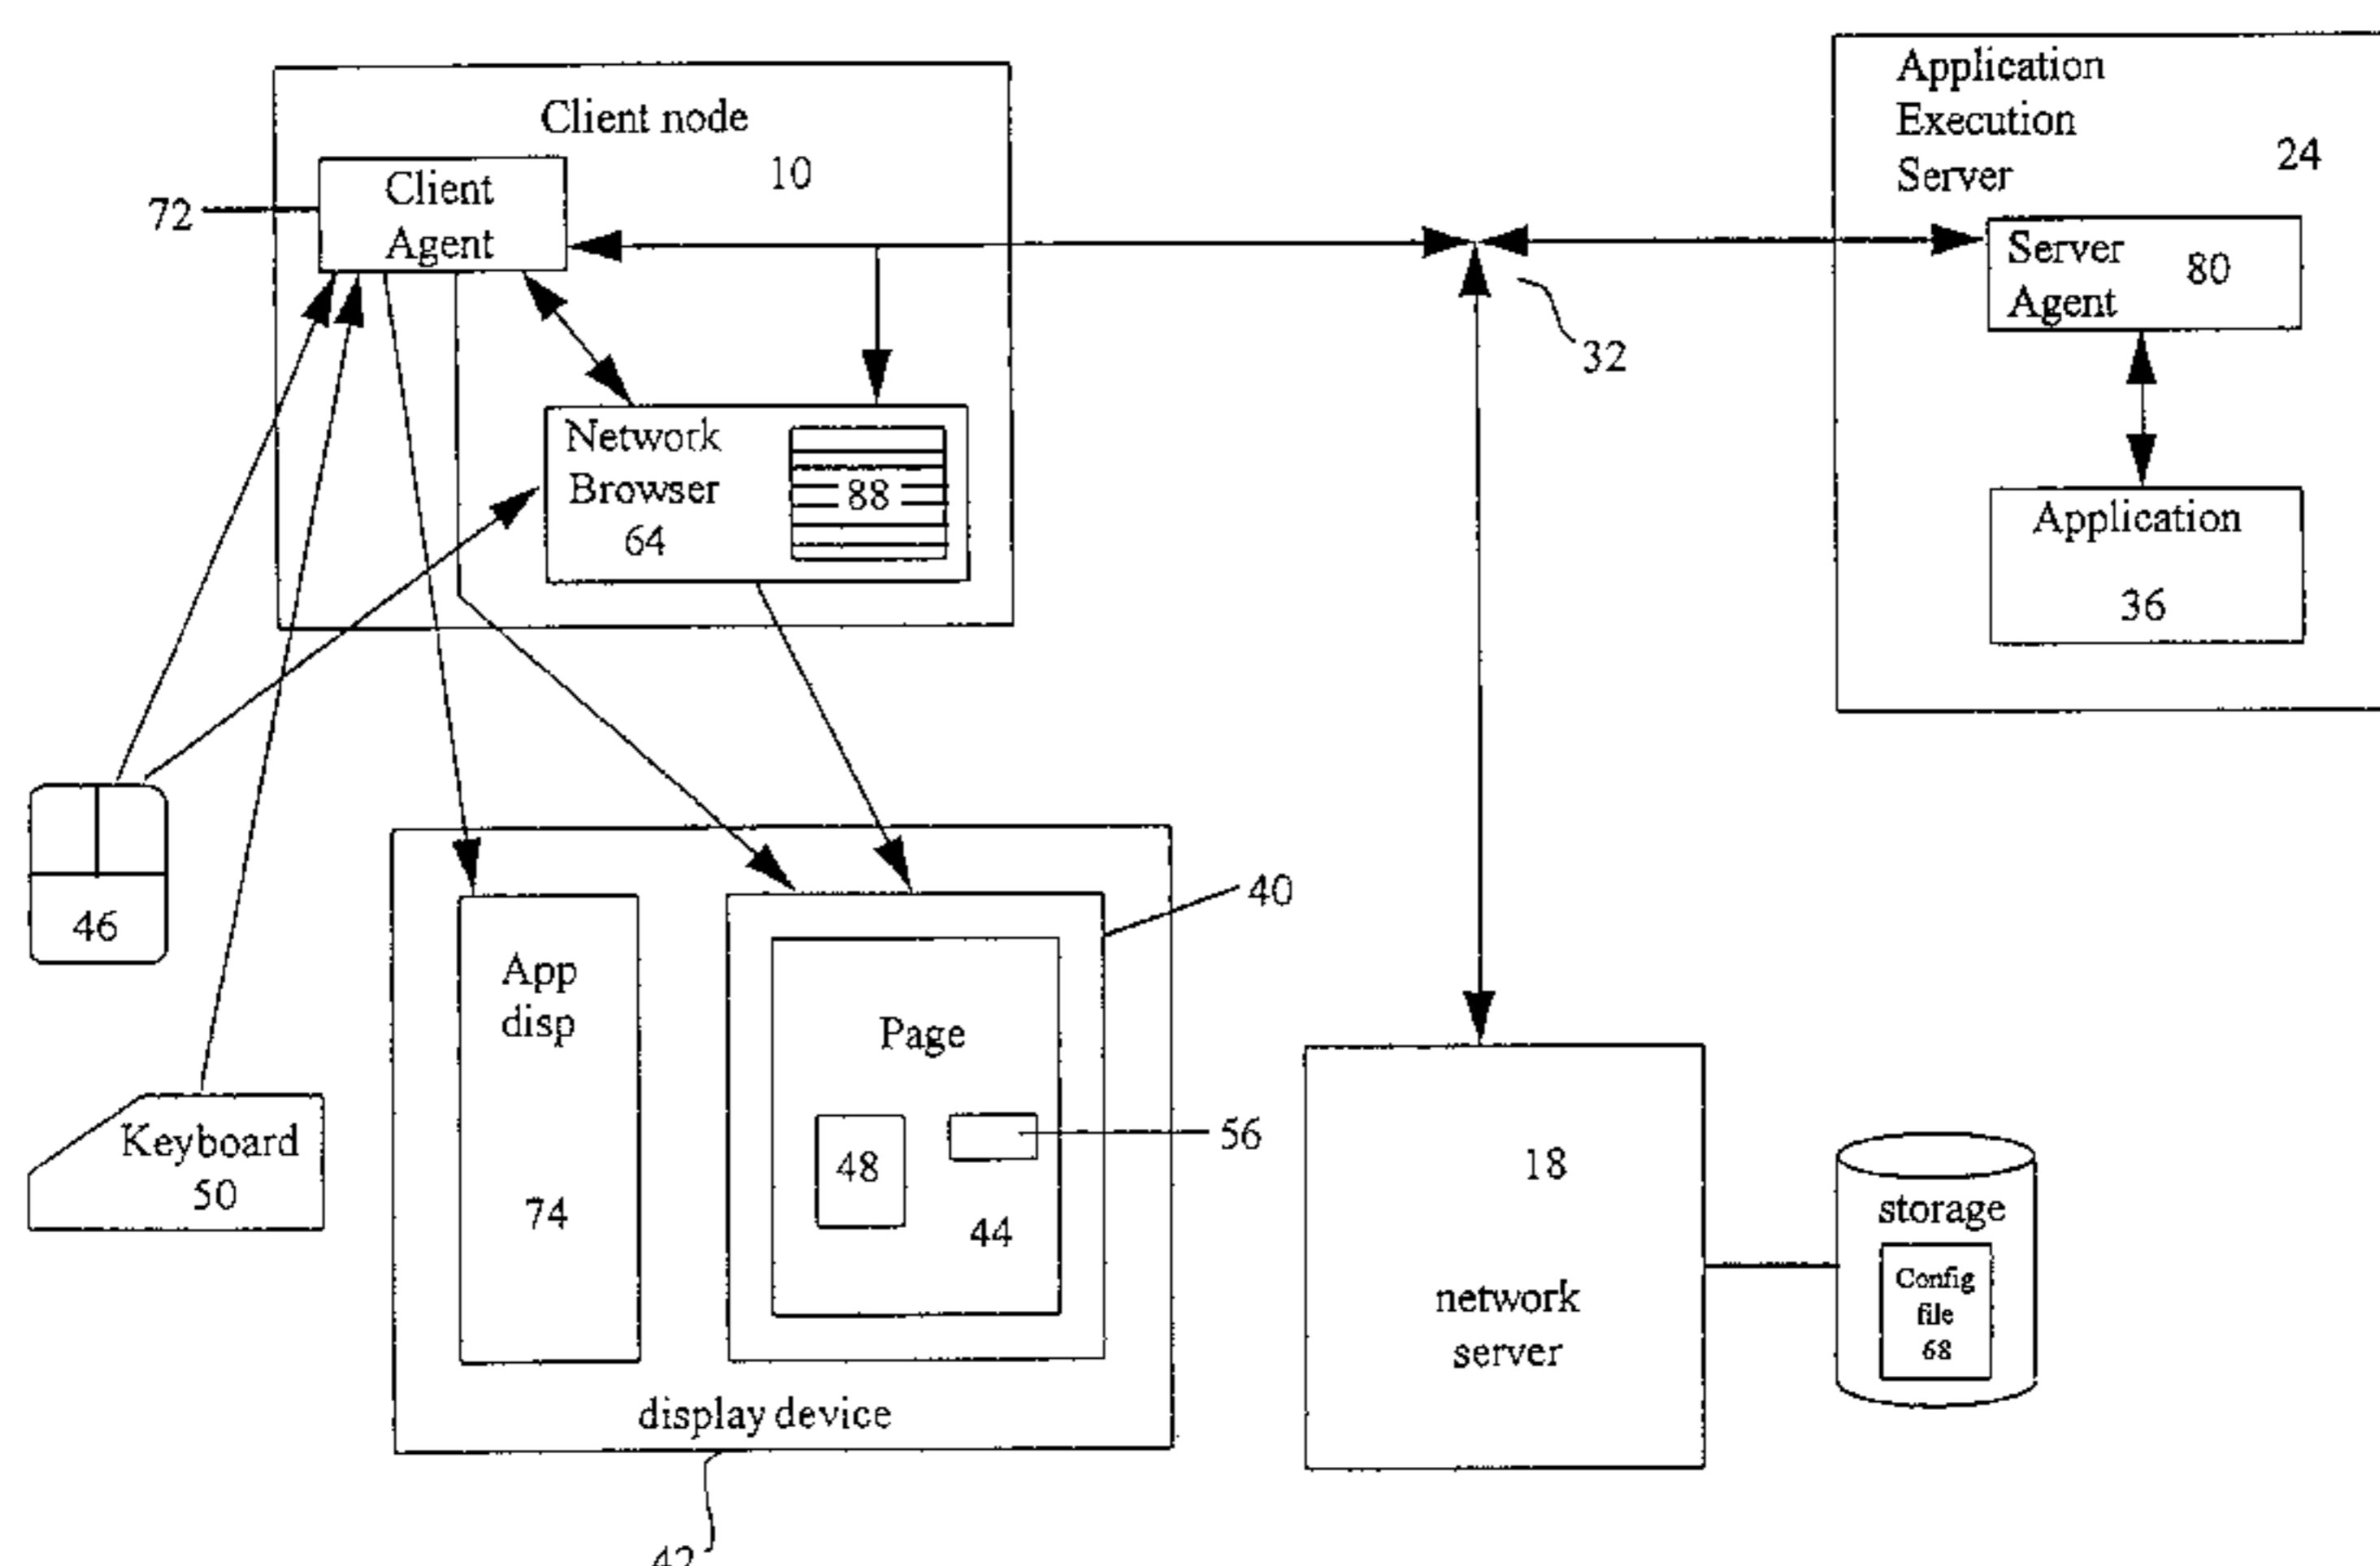 Client node
10
Client
Agent
72
Network
Browser
64
88
Application
Execution
Server
24
Server
Agent
80
Application
36
32
46
Keyboard
50
App
disp
74
Page
48
56
44
40
display device
42
18
network
server
storage
Config
file
68